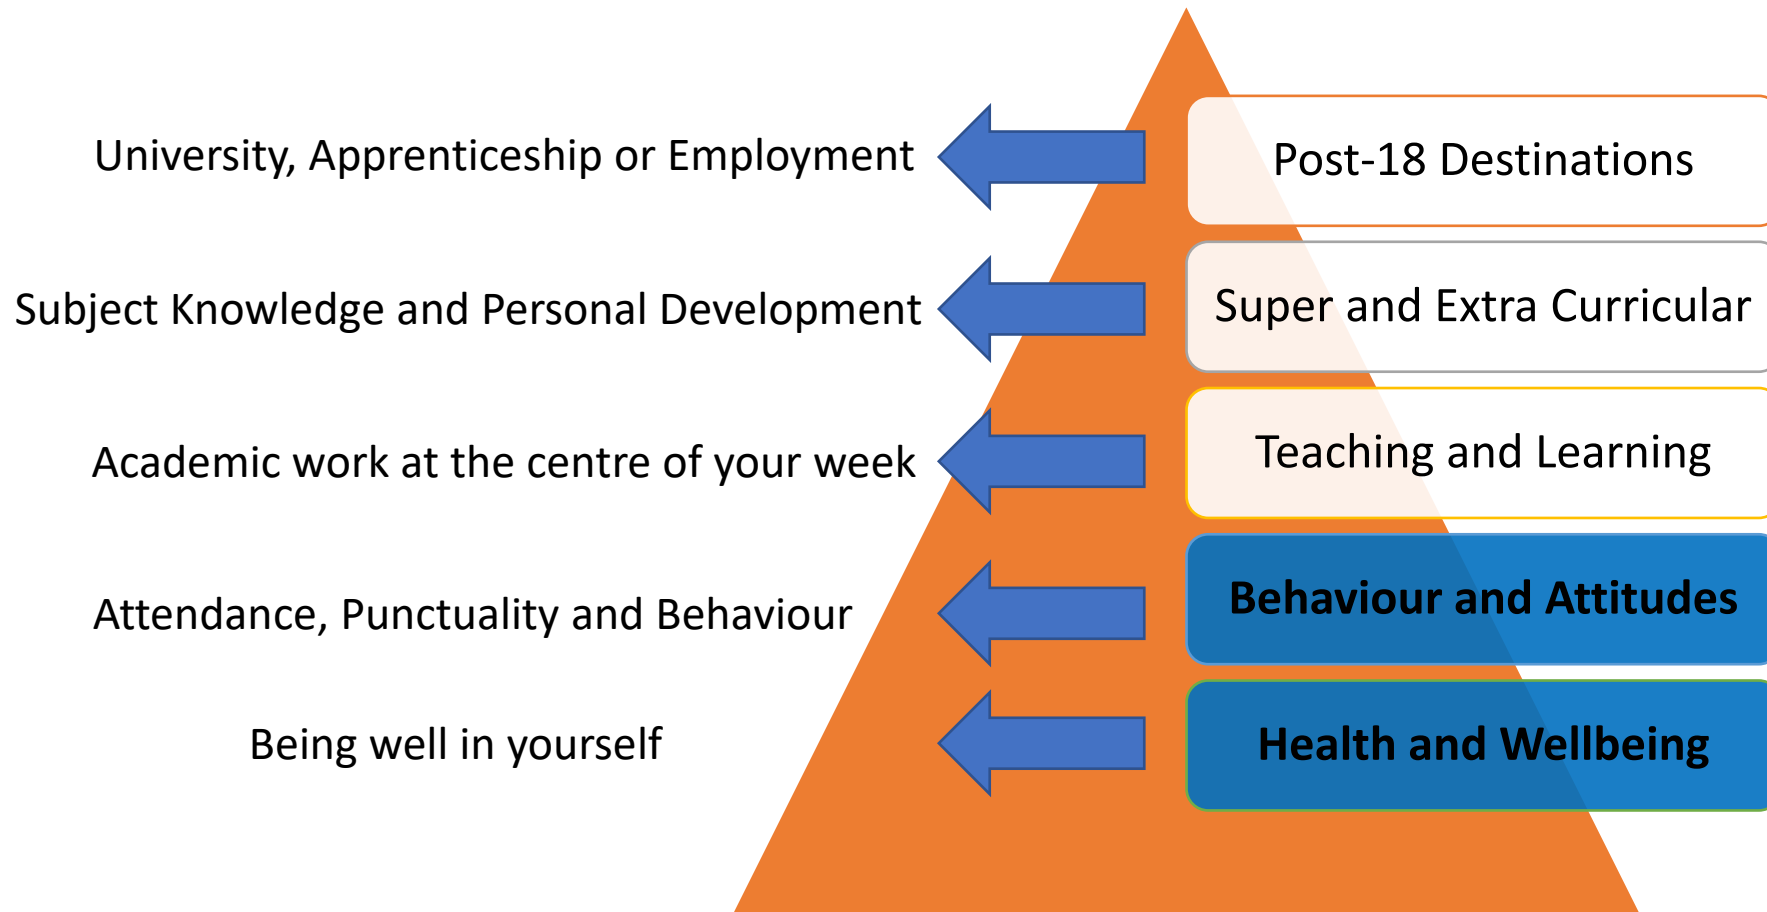 University, Apprenticeship or Employment
Post-18 Destinations
Subject Knowledge and Personal Development
Super and Extra Curricular
Academic work at the centre of your week
Teaching and Learning
Attendance, Punctuality and Behaviour
Behaviour and Attitudes
Being well in yourself
Health and Wellbeing